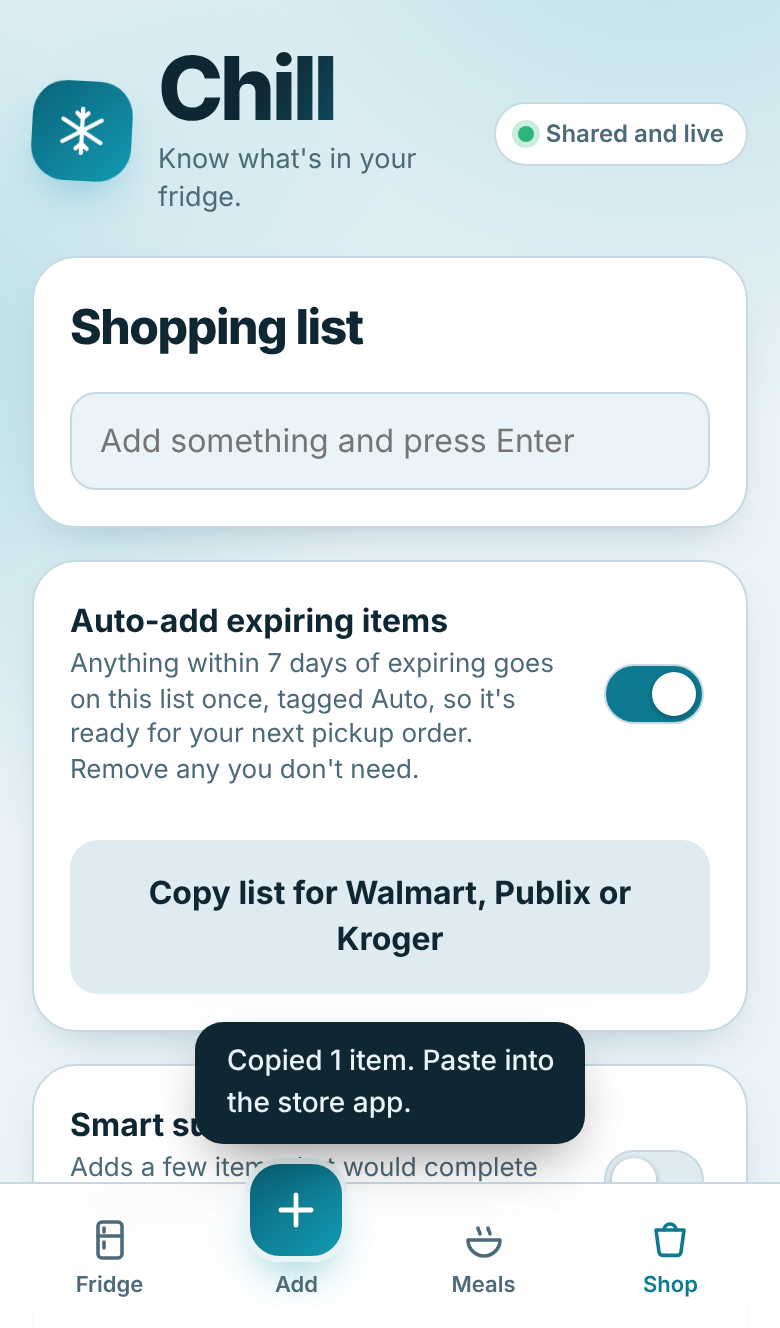 Chill
Know what's in your
fridge.
Shared and live
Shopping list
Add something and press Enter
Auto-add expiring items
Anything within 7 days of expiring goes
on this list once, tagged Auto, so it's
ready for your next pickup order.
Remove any you don't need.
Copy list for Walmart, Publix or
Kroger
Copied 1 item. Paste into
the store app.
Smart
Adds a few would complete
Fridge
Add
Meals
Shop